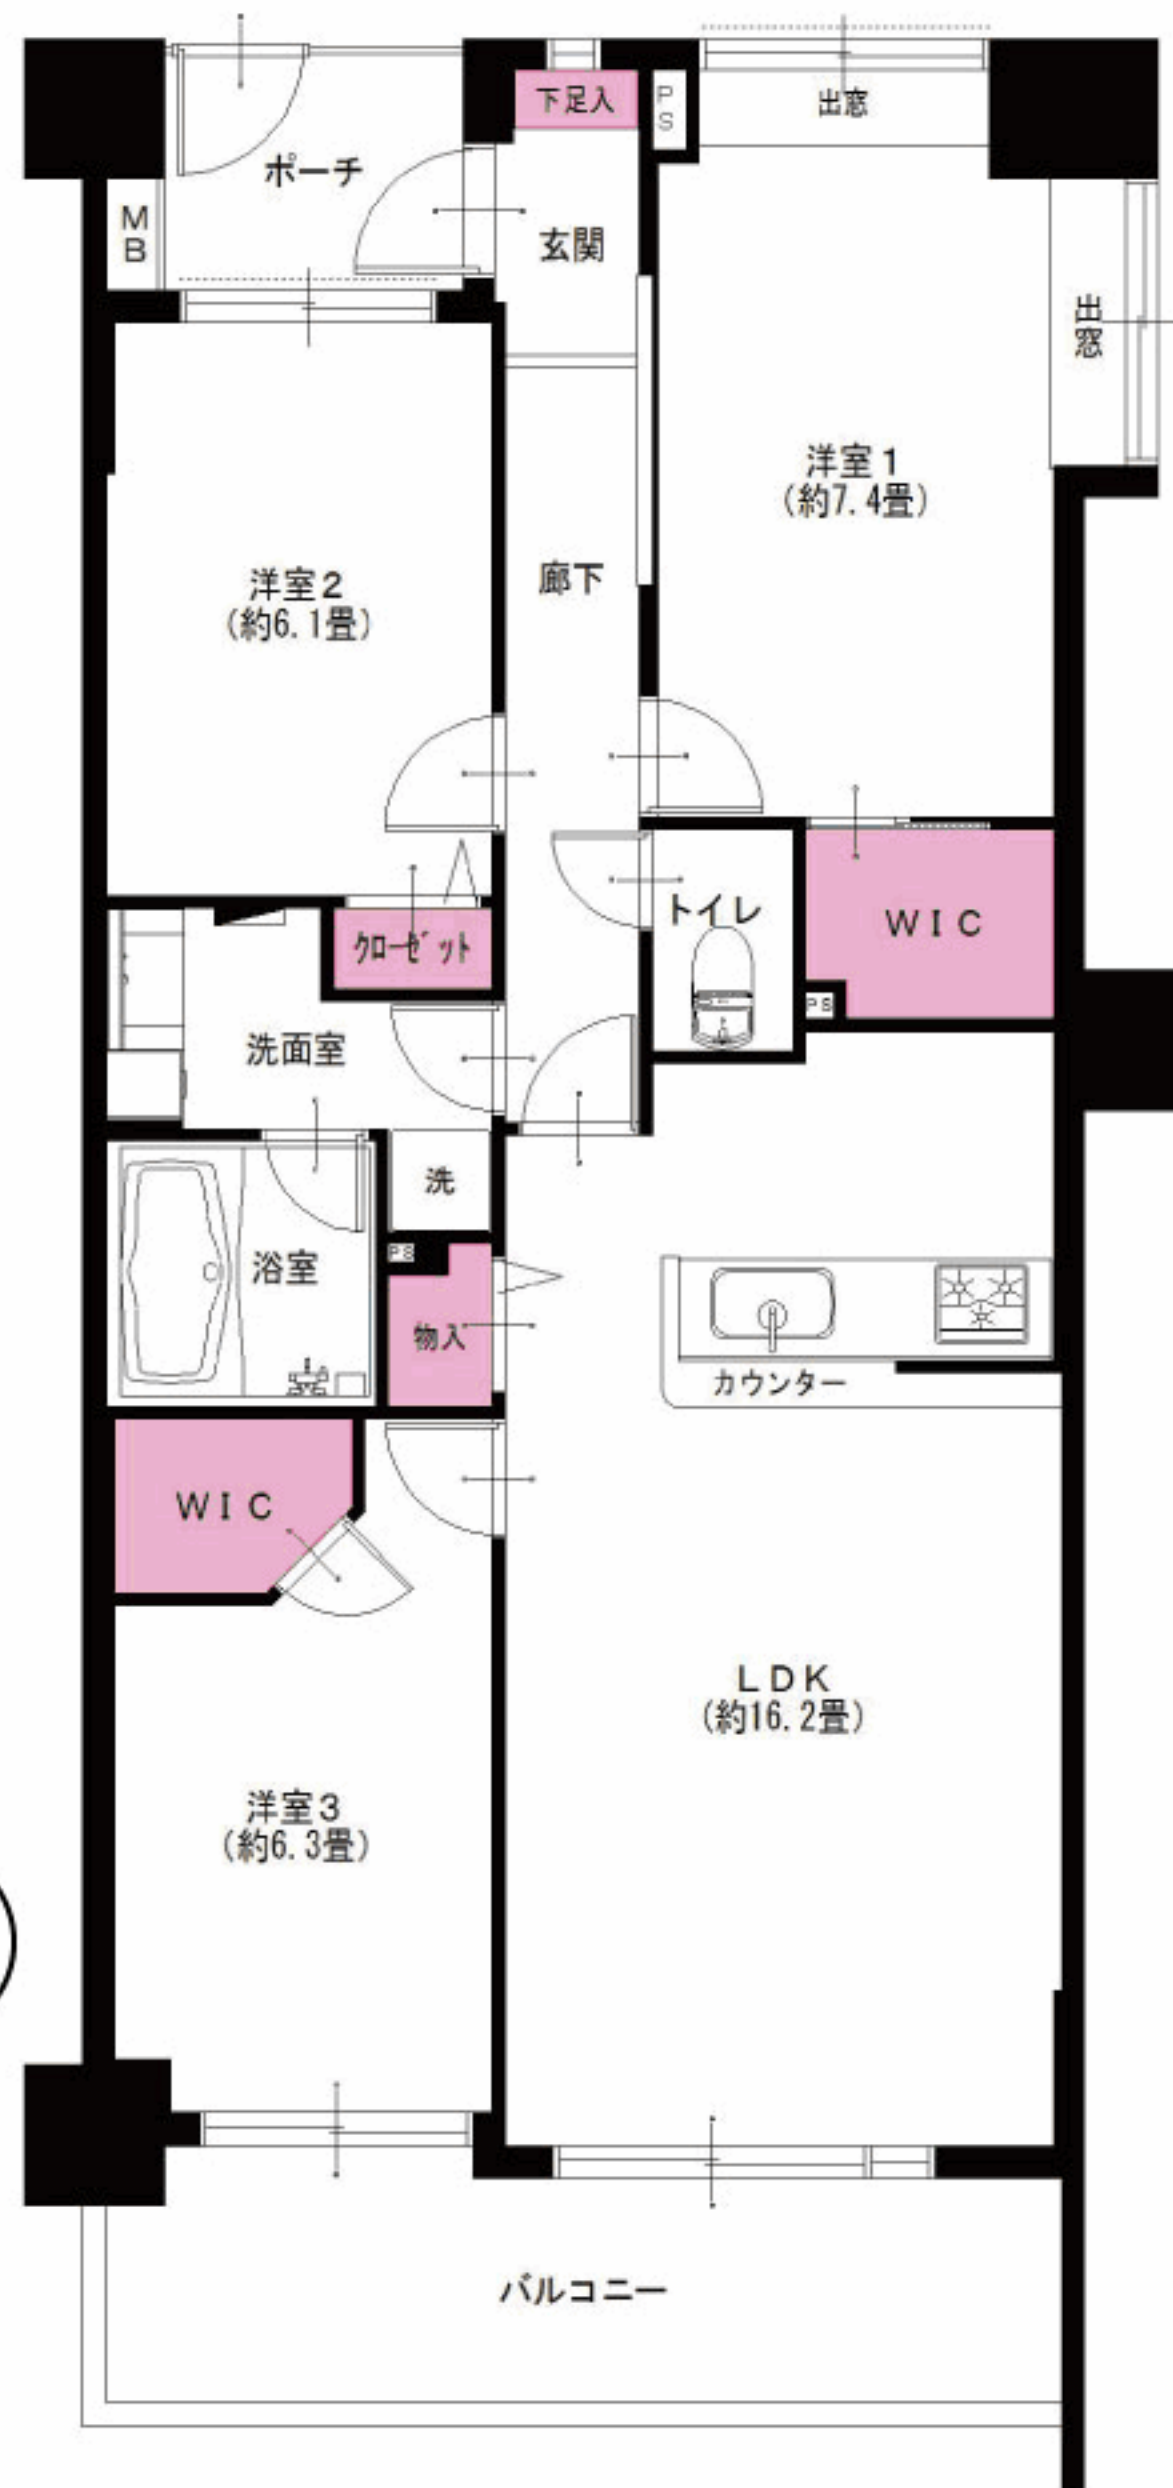 下足入
PS
出窓
ポーチ
MB
玄関
出窓
洋室1
(約7.4畳)
廊下
洋室2
(約6.1畳)
トイレ
WIC
クローゼット
PS
洗面室
洗
浴室
PS
物入
カウンター
WIC
LDK
(約16.2畳)
洋室3
(約6.3畳)
バルコニー